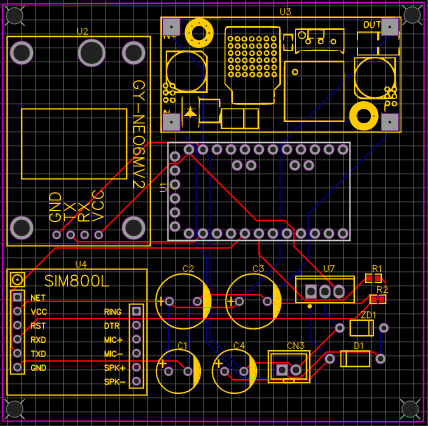 U3
OUT
U2
GY-NEO6MV2
GND
TX
RX
VCC
U1
U4
SIM800L
NET
VCC
RST
RXD
TXD
GND
RING
DTR
MIC+
MIC-
SPK+
SPK-
C2
C3
U7
R1
R2
ZD1
C1
C4
CN3
D1